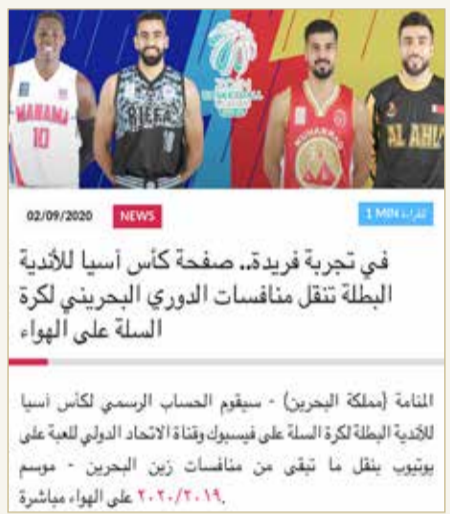 MANAMA
10
RIFFA
MUHARRAQ
AL AHLI
02/09/2020 NEWS 1 MIN للقراءة
في تجربة فريدة.. صفحة كأس آسيا للأندية
البطلة تنقل منافسات الدوري البحريني لكرة
السلة على الهواء
المنامة (مملكة البحرين) - سيقوم الحساب الرسمي لكأس آسيا
للأندية البطلة لكرة السلة على فيسبوك وقناة الاتحاد الدولي للعبة على
يوتيوب بنقل ما تبقى من منافسات زين البحرين - موسم
٢٠٢٠/٢٠١٩ على الهواء مباشرة.